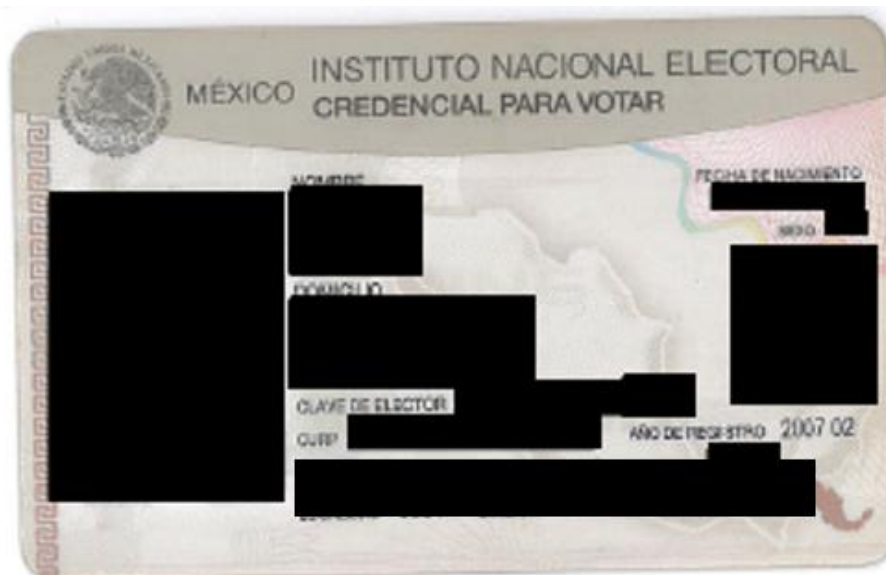 MÉXICO INSTITUTO NACIONAL ELECTORAL
CREDENCIAL PARA VOTAR
NOMBRE
FECHA DE NACIMIENTO
SEXO
DOMICILIO
CLAVE DE ELECTOR
CURP
AÑO DE REGISTRO 2007 02